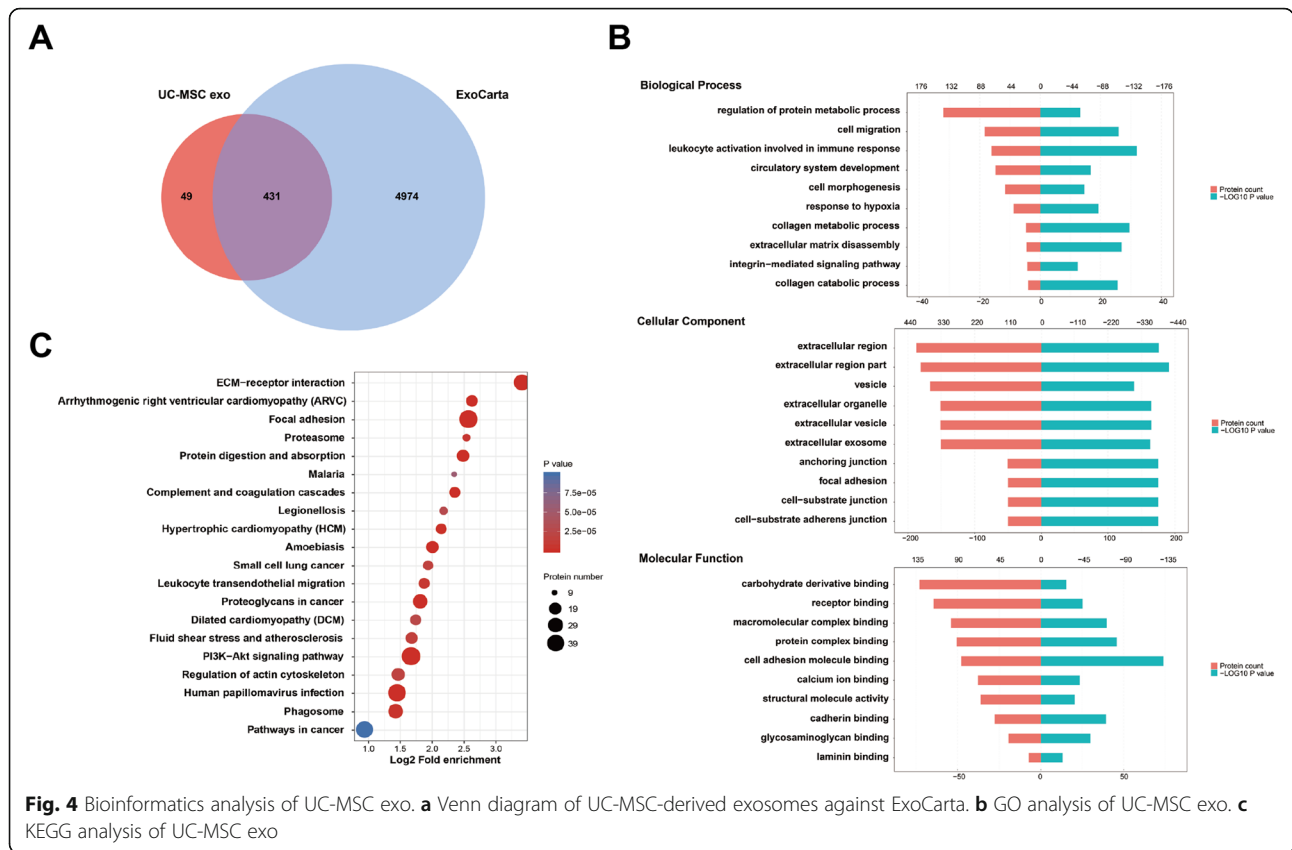 A
UC-MSC exo
ExoCarta
49
431
4974
B
Biological Process
176 132 88 44 0 −44 −88 −132 −176
regulation of protein metabolic process
cell migration
leukocyte activation involved in immune response
circulatory system development
cell morphogenesis
response to hypoxia
collagen metabolic process
extracellular matrix disassembly
integrin−mediated signaling pathway
collagen catabolic process
−40 −20 0 20 40
Protein count
−LOG10 P value
Cellular Component
440 330 220 110 0 −110 −220 −330 −440
extracellular region
extracellular region part
vesicle
extracellular organelle
extracellular vesicle
extracellular exosome
anchoring junction
focal adhesion
cell−substrate junction
cell−substrate adherens junction
−200 −100 0 100 200
Protein count
−LOG10 P value
Molecular Function
135 90 45 0 −45 −90 −135
carbohydrate derivative binding
receptor binding
macromolecular complex binding
protein complex binding
cell adhesion molecule binding
calcium ion binding
structural molecule activity
cadherin binding
glycosaminoglycan binding
laminin binding
−50 0 50
Protein count
−LOG10 P value
C
ECM−receptor interaction
Arrhythmogenic right ventricular cardiomyopathy (ARVC)
Focal adhesion
Proteasome
Protein digestion and absorption
Malaria
Complement and coagulation cascades
Legionellosis
Hypertrophic cardiomyopathy (HCM)
Amoebiasis
Small cell lung cancer
Leukocyte transendothelial migration
Proteoglycans in cancer
Dilated cardiomyopathy (DCM)
Fluid shear stress and atherosclerosis
PI3K−Akt signaling pathway
Regulation of actin cytoskeleton
Human papillomavirus infection
Phagosome
Pathways in cancer
1.0 1.5 2.0 2.5 3.0
Log2 Fold enrichment
P value
7.5e−05
5.0e−05
2.5e−05
Protein number
9
19
29
39
Fig. 4 Bioinformatics analysis of UC-MSC exo. a Venn diagram of UC-MSC-derived exosomes against ExoCarta. b GO analysis of UC-MSC exo. c
KEGG analysis of UC-MSC exo